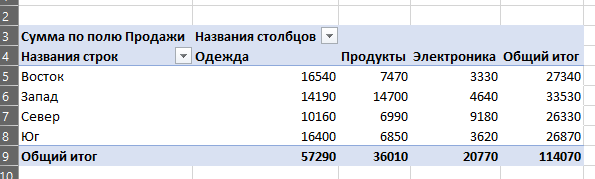 2
3 Сумма по полю Продажи Названия столбцов
4 Названия строк Одежда Продукты Электроника Общий итог
5 Восток 16540 7470 3330 27340
6 Запад 14190 14700 4640 33530
7 Север 10160 6990 9180 26330
8 Юг 16400 6850 3620 26870
9 Общий итог 57290 36010 20770 114070
10